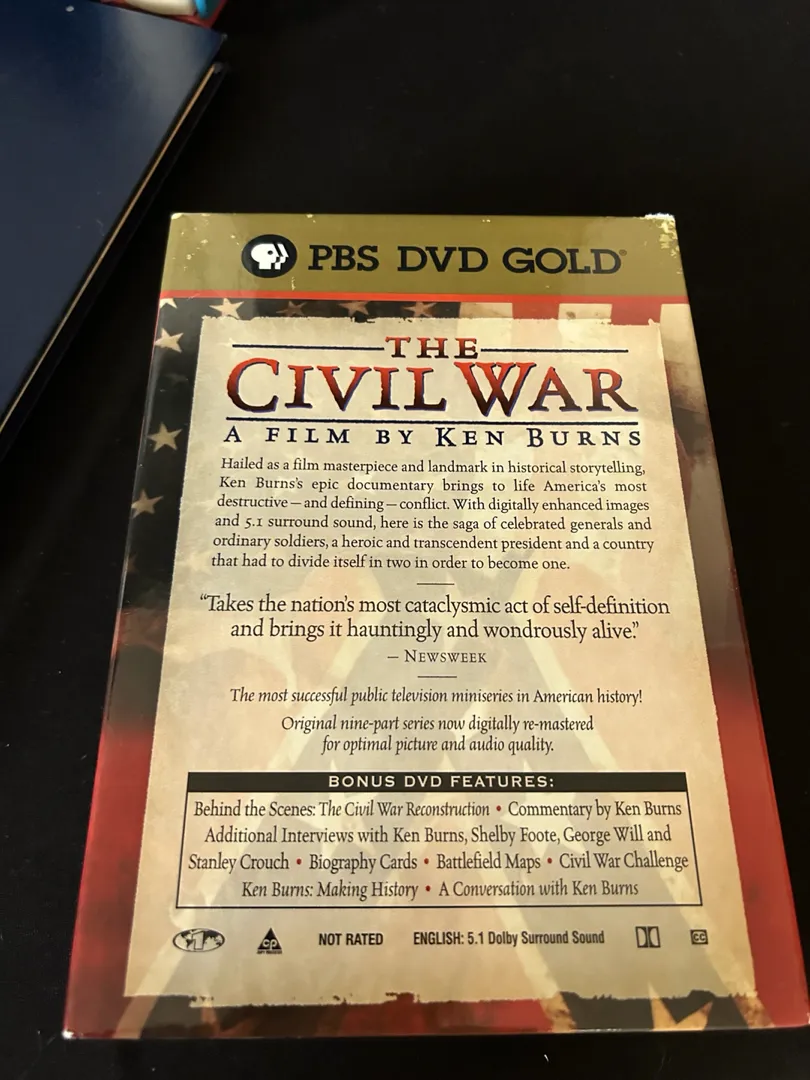 PBS DVD GOLD®
THE
CIVIL WAR
A FILM BY KEN BURNS
Hailed as a film masterpiece and landmark in historical storytelling,
Ken Burns's epic documentary brings to life America's most
destructive — and defining — conflict. With digitally enhanced images
and 5.1 surround sound, here is the saga of celebrated generals and
ordinary soldiers, a heroic and transcendent president and a country
that had to divide itself in two in order to become one.
“Takes the nation's most cataclysmic act of self-definition
and brings it hauntingly and wondrously alive.”
— NEWSWEEK
The most successful public television miniseries in American history!
Original nine-part series now digitally re-mastered
for optimal picture and audio quality.
BONUS DVD FEATURES:
Behind the Scenes: The Civil War Reconstruction • Commentary by Ken Burns
Additional Interviews with Ken Burns, Shelby Foote, George Will and
Stanley Crouch • Biography Cards • Battlefield Maps • Civil War Challenge
Ken Burns: Making History • A Conversation with Ken Burns
1 cp NOT RATED ENGLISH: 5.1 Dolby Surround Sound CC